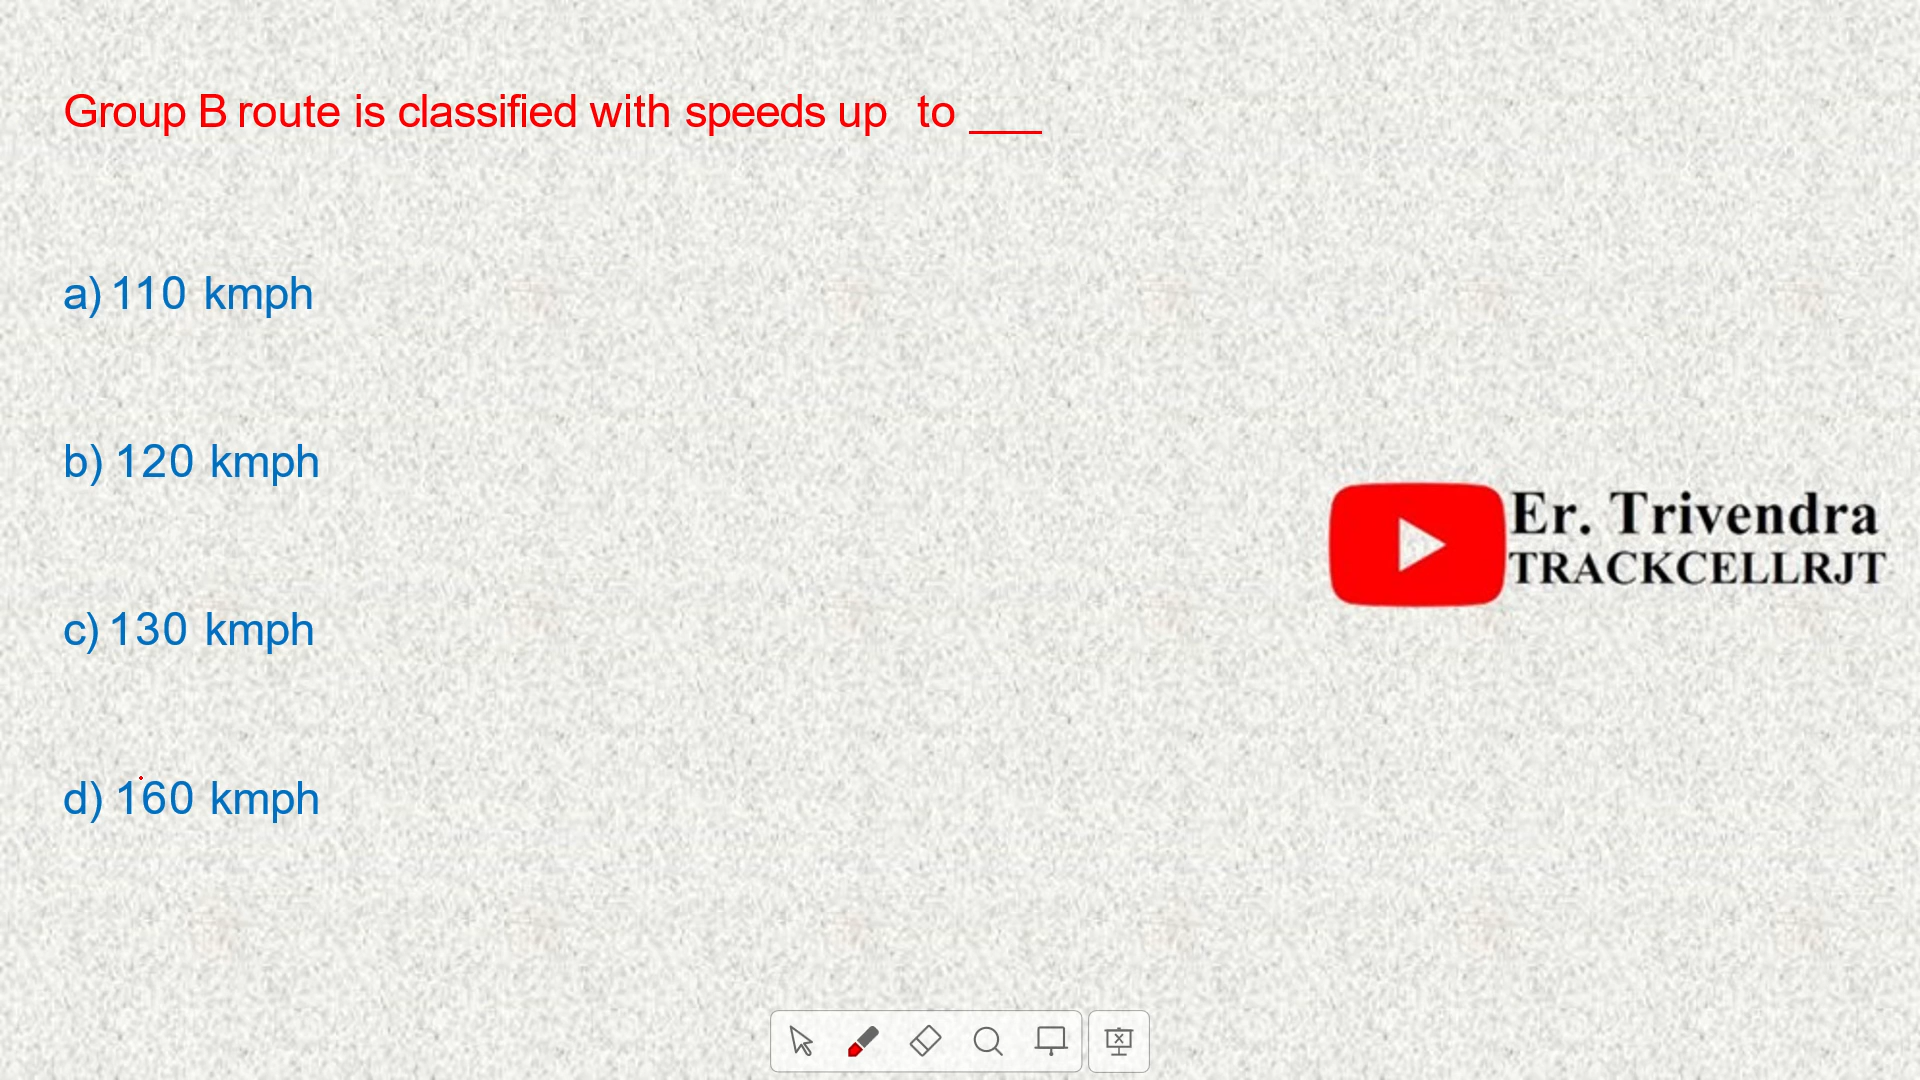 Group B route is classified with speeds up to ___
a) 110 kmph
b) 120 kmph
c) 130 kmph
d) 160 kmph
Er. Trivendra
TRACKCELLRJT